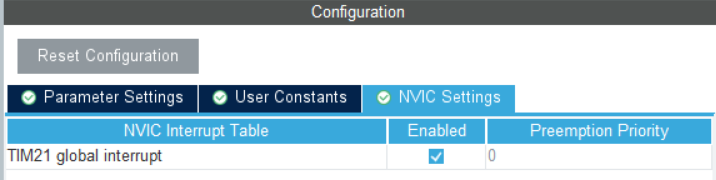 Configuration
Reset Configuration
Parameter Settings User Constants NVIC Settings
NVIC Interrupt Table Enabled Preemption Priority
TIM21 global interrupt 0